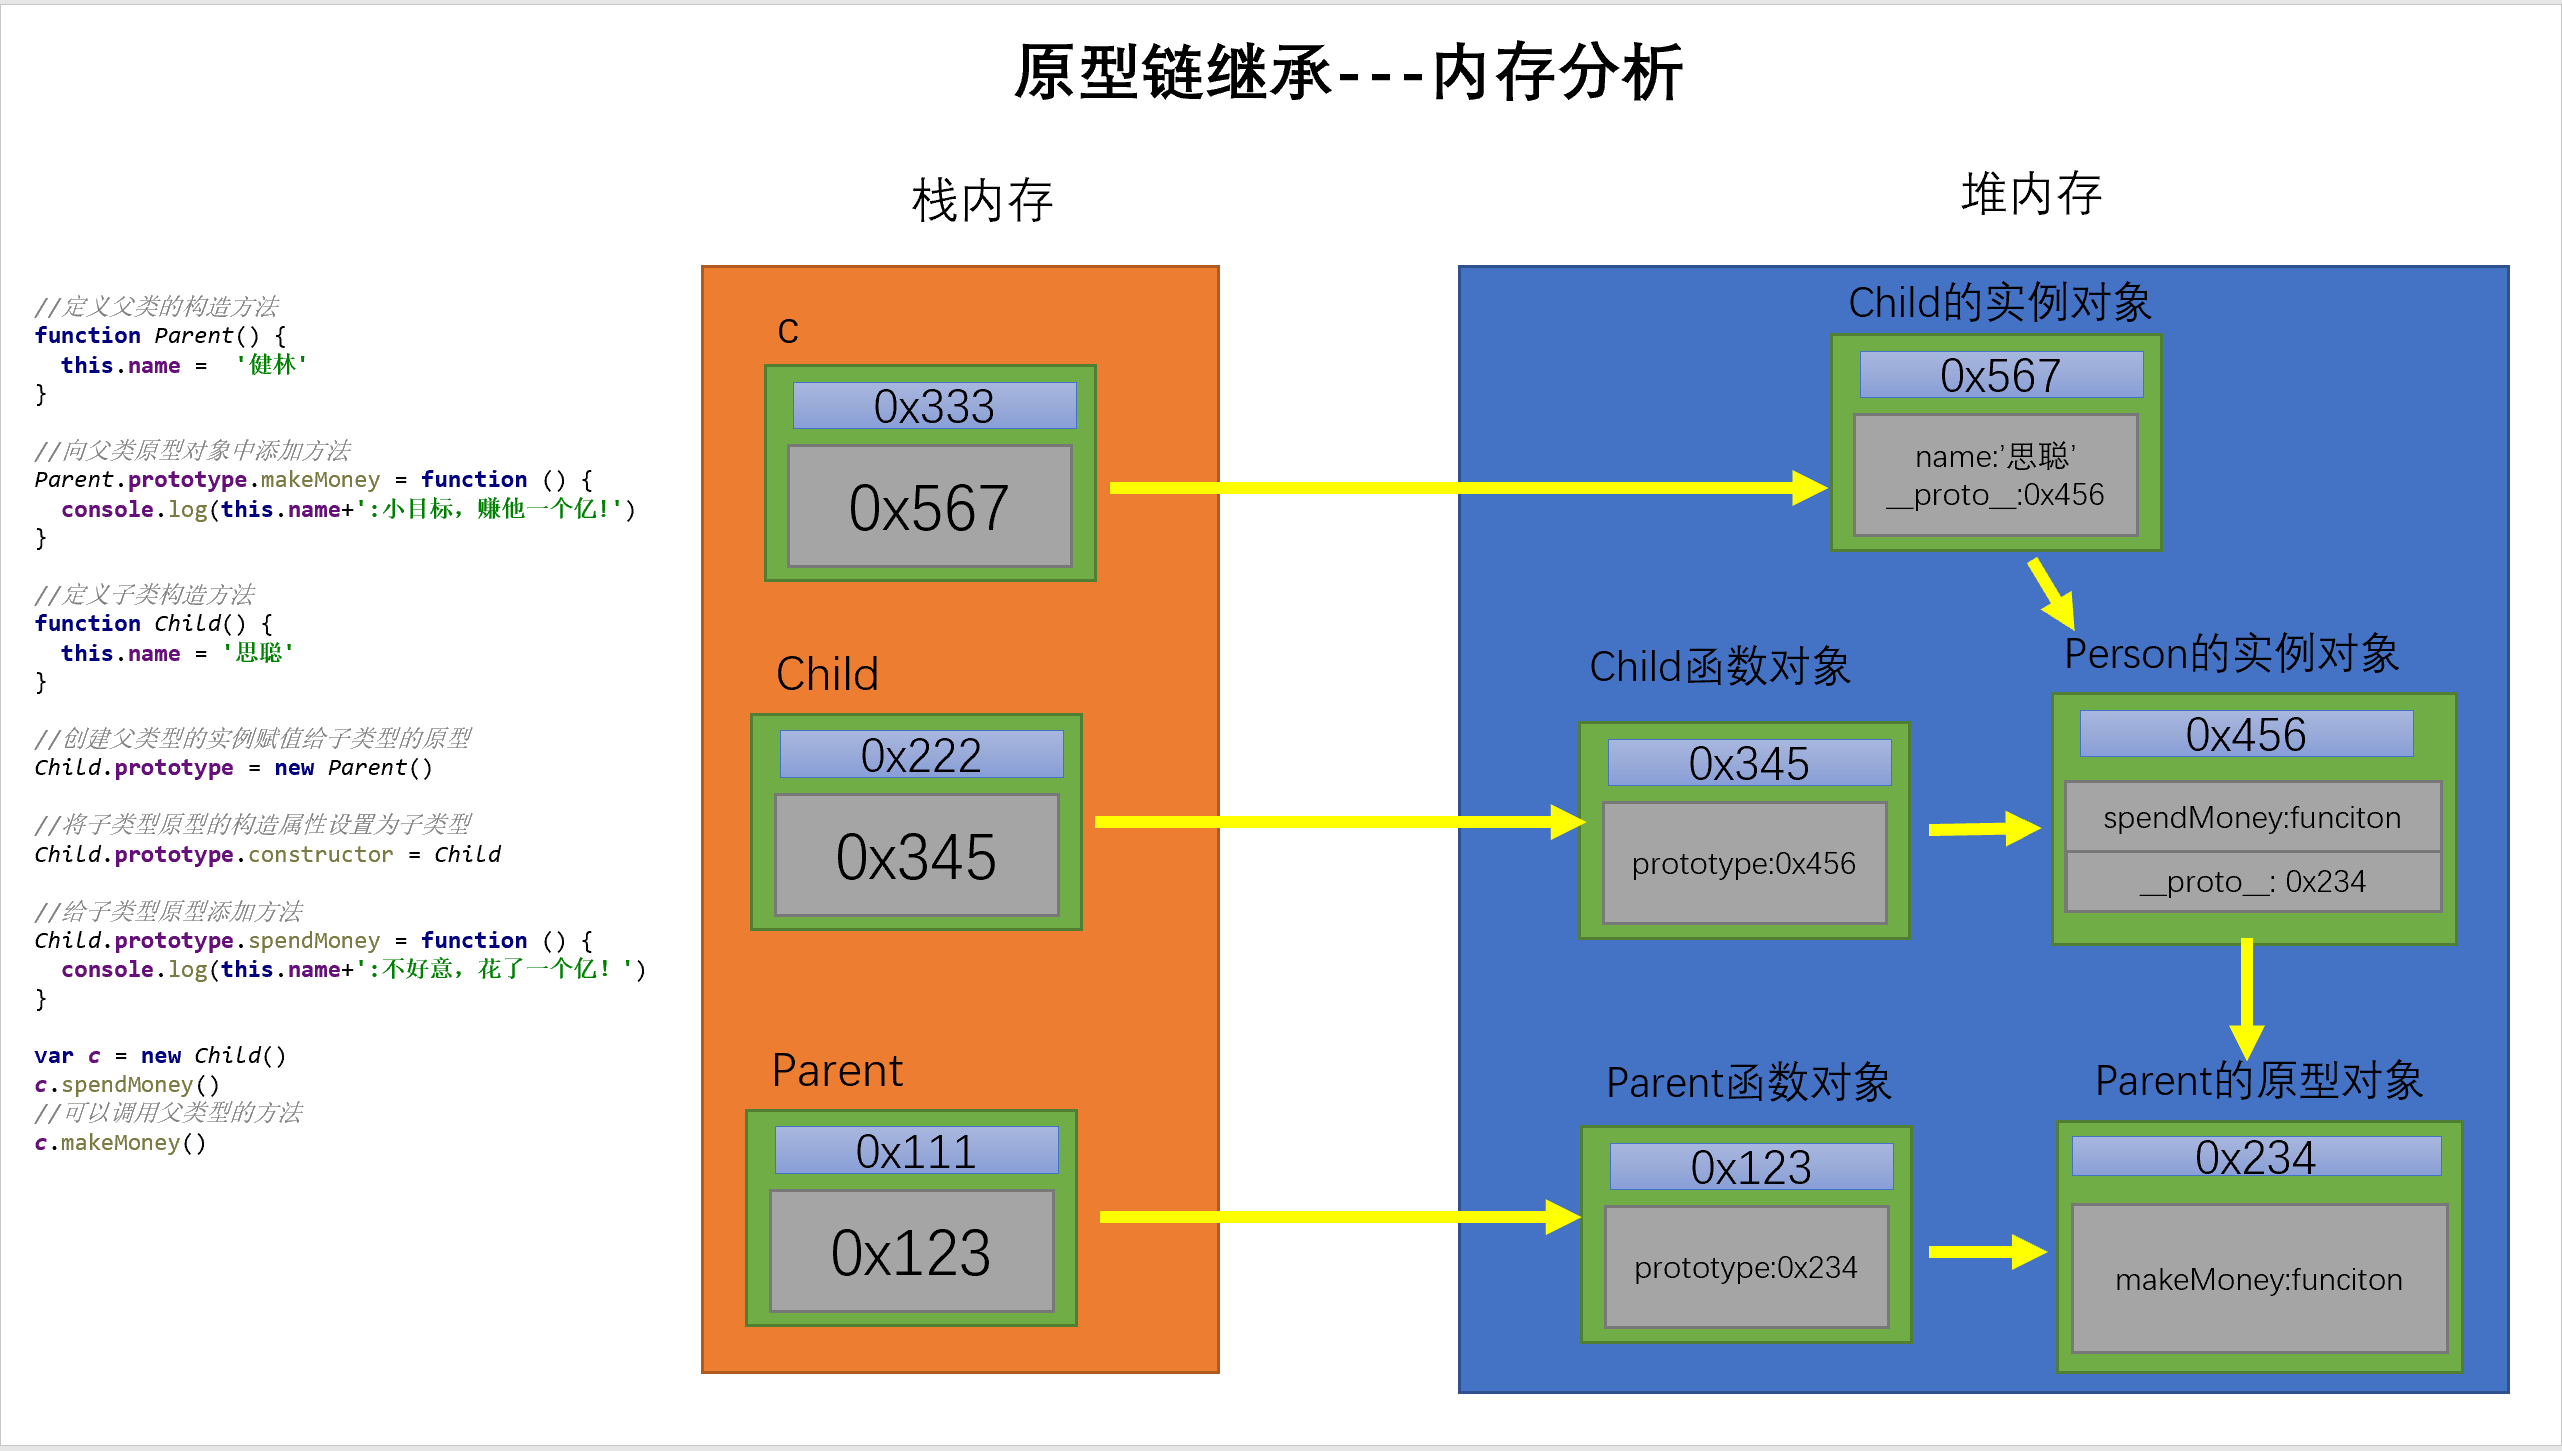 原型链继承---内存分析
栈内存
堆内存
//定义父类的构造方法
function Parent() {
  this.name =  '健林'
}
//向父类原型对象中添加方法
Parent.prototype.makeMoney = function () {
  console.log(this.name+':小目标，赚他一个亿!')
}
//定义子类构造方法
function Child() {
  this.name = '思聪'
}
//创建父类型的实例赋值给子类型的原型
Child.prototype = new Parent()
//将子类型原型的构造属性设置为子类型
Child.prototype.constructor = Child
//给子类型原型添加方法
Child.prototype.spendMoney = function () {
  console.log(this.name+':不好意，花了一个亿！')
}
var c = new Child()
c.spendMoney()
//可以调用父类型的方法
c.makeMoney()
c
0x333
0x567
Child
0x222
0x345
Parent
0x111
0x123
Child的实例对象
0x567
name:’思聪’
__proto__:0x456
Child函数对象
0x345
prototype:0x456
Person的实例对象
0x456
spendMoney:funciton
__proto__: 0x234
Parent函数对象
0x123
prototype:0x234
Parent的原型对象
0x234
makeMoney:funciton